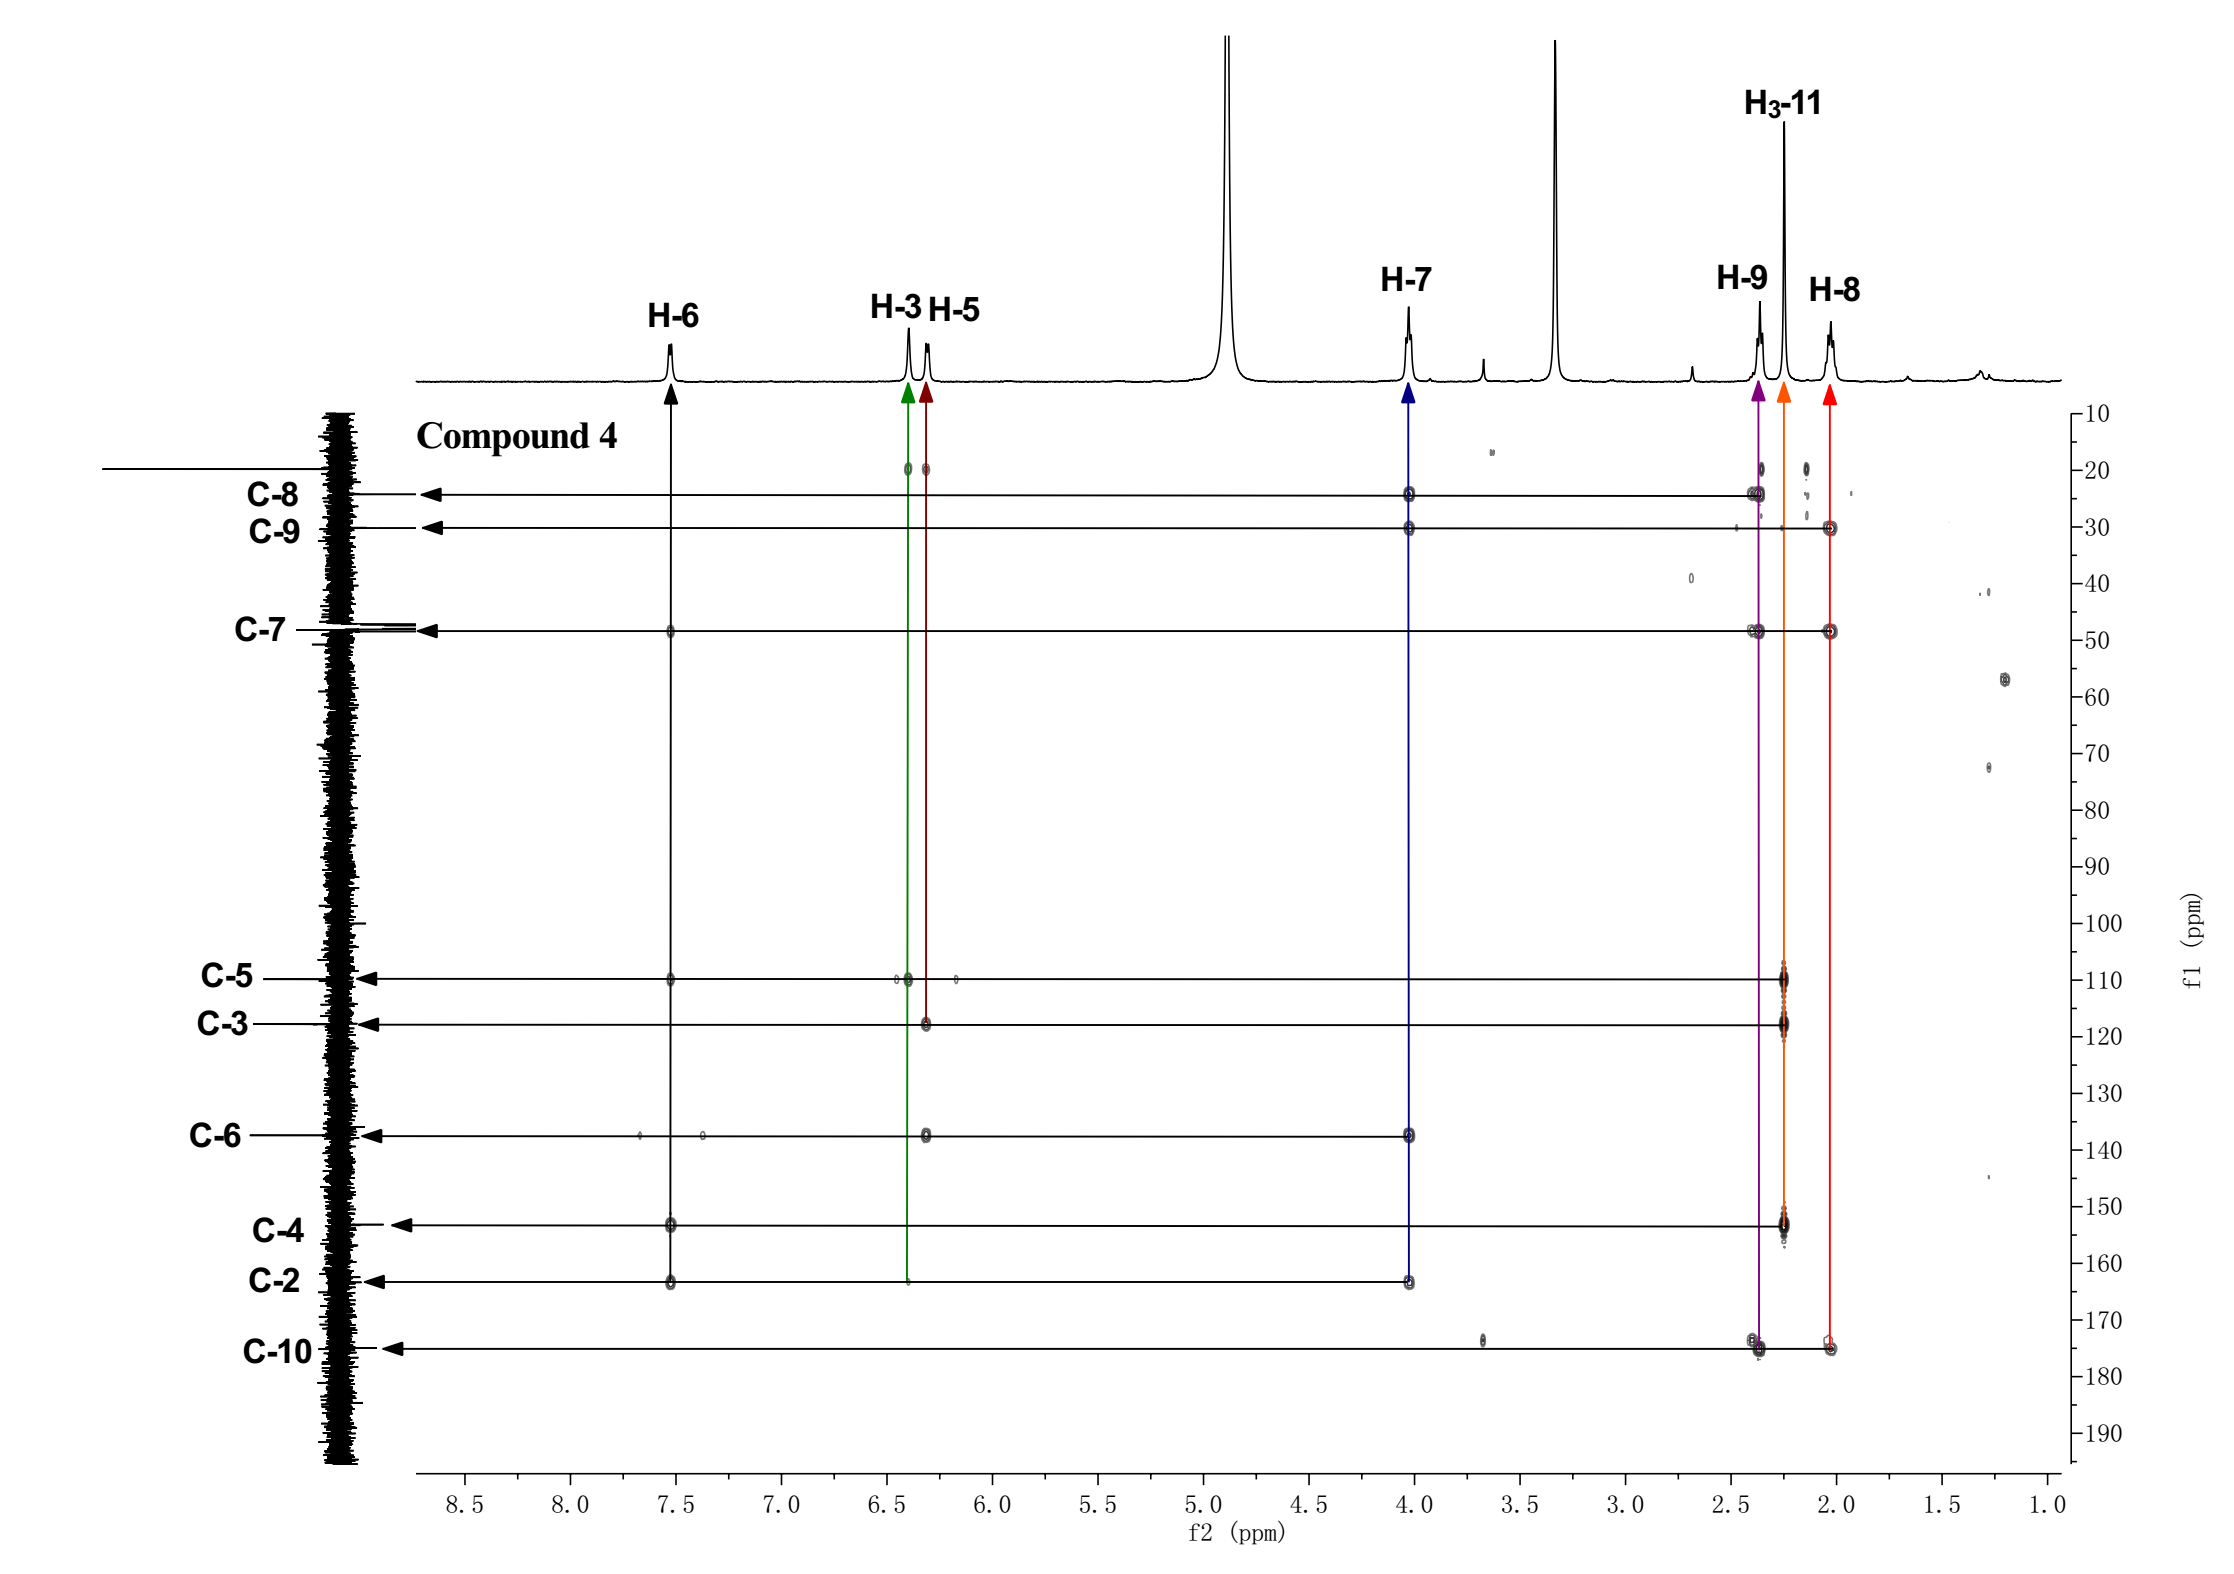 H₃-11
H-9
H-7
H-8
H-3
H-5
H-6
Compound 4
C-8
C-9
C-7
C-5
C-3
C-6
C-4
C-2
C-10
10
20
30
40
50
60
70
80
90
100
110
120
130
140
150
160
170
180
190
f1 (ppm)
8.5 8.0 7.5 7.0 6.5 6.0 5.5 5.0 4.5 4.0 3.5 3.0 2.5 2.0 1.5 1.0
f2 (ppm)